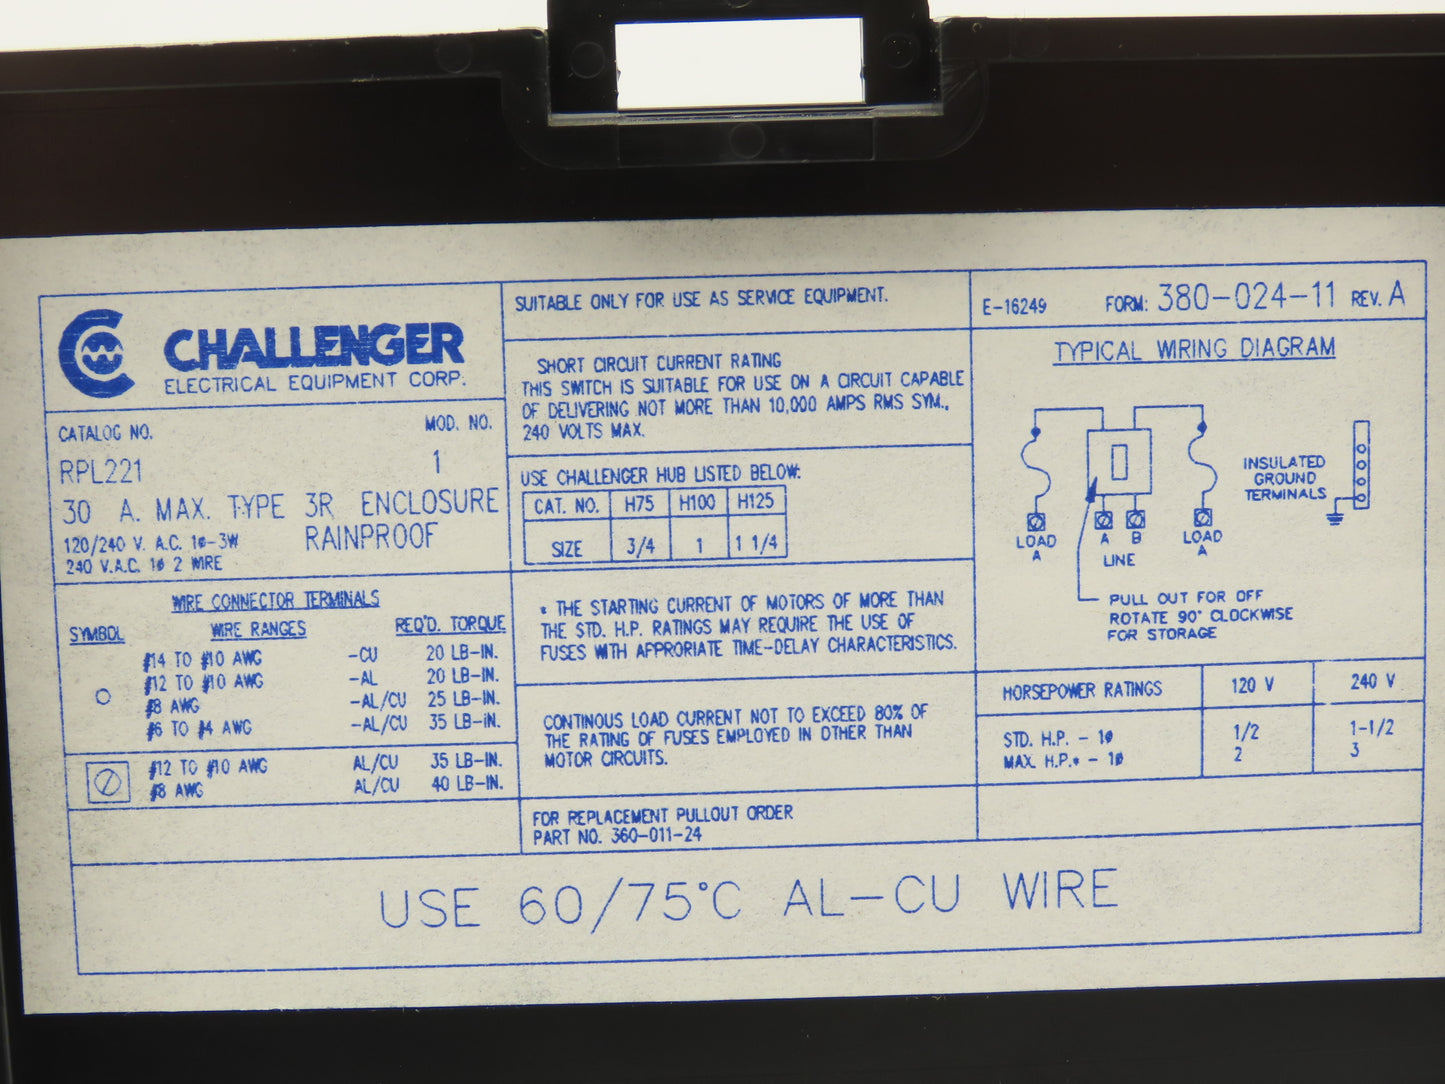 CHALLENGER
ELECTRICAL EQUIPMENT CORP.
CATALOG NO. MOD. NO.
RPL221 1
30 A. MAX. TYPE 3R ENCLOSURE
RAINPROOF
120/240 V. A.C. 1ø-3W
240 V.A.C. 1ø 2 WIRE
WIRE CONNECTOR TERMINALS
SYMBOL WIRE RANGES REQ'D. TORQUE
#14 TO #10 AWG -CU 20 LB-IN.
#12 TO #10 AWG -AL 20 LB-IN.
#8 AWG -AL/CU 25 LB-IN.
#6 TO #4 AWG -AL/CU 35 LB-IN.
#12 TO #10 AWG AL/CU 35 LB-IN.
#8 AWG AL/CU 40 LB-IN.
SUITABLE ONLY FOR USE AS SERVICE EQUIPMENT.
SHORT CIRCUIT CURRENT RATING
THIS SWITCH IS SUITABLE FOR USE ON A CIRCUIT CAPABLE
OF DELIVERING NOT MORE THAN 10,000 AMPS RMS SYM.,
240 VOLTS MAX.
USE CHALLENGER HUB LISTED BELOW:
CAT. NO. H75 H100 H125
SIZE 3/4 1 1 1/4
* THE STARTING CURRENT OF MOTORS OF MORE THAN
THE STD. H.P. RATINGS MAY REQUIRE THE USE OF
FUSES WITH APPRORIATE TIME-DELAY CHARACTERISTICS.
CONTINOUS LOAD CURRENT NOT TO EXCEED 80% OF
THE RATING OF FUSES EMPLOYED IN OTHER THAN
MOTOR CIRCUITS.
FOR REPLACEMENT PULLOUT ORDER
PART NO. 360-011-24
E-16249 FORM: 380-024-11 REV. A
TYPICAL WIRING DIAGRAM
INSULATED
GROUND
TERMINALS
LOAD
A
A B
LINE
LOAD
A
PULL OUT FOR OFF
ROTATE 90° CLOCKWISE
FOR STORAGE
HORSEPOWER RATINGS 120 V 240 V
STD. H.P. - 1ø 1/2 1-1/2
MAX. H.P.* - 1ø 2 3
USE 60/75°C AL-CU WIRE